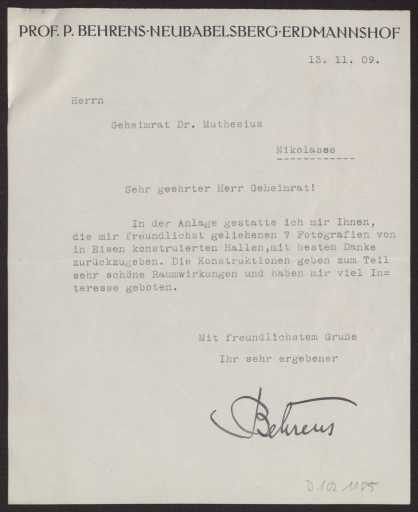 PROF. P. BEHRENS·NEUBABELSBERG·ERDMANNSHOF
13. 11. 09.
Herrn
Geheimrat Dr. Muthesius
Nikolasse
Sehr geehrter Herr Geheimrat!
In der Anlage gestatte ich mir Ihnen,
die mir freundlichst geliehenen 7 Fotografien von
in Eisen konstruierten Hallen,mit besten Danke
zurückzugeben. Die Konstruktionen geben zum Teil
sehr schöne Raumwirkungen und haben mir viel In=
teresse geboten.
Mit freundlichstem Gruße
Ihr sehr ergebener
Behrens
D 102 1185